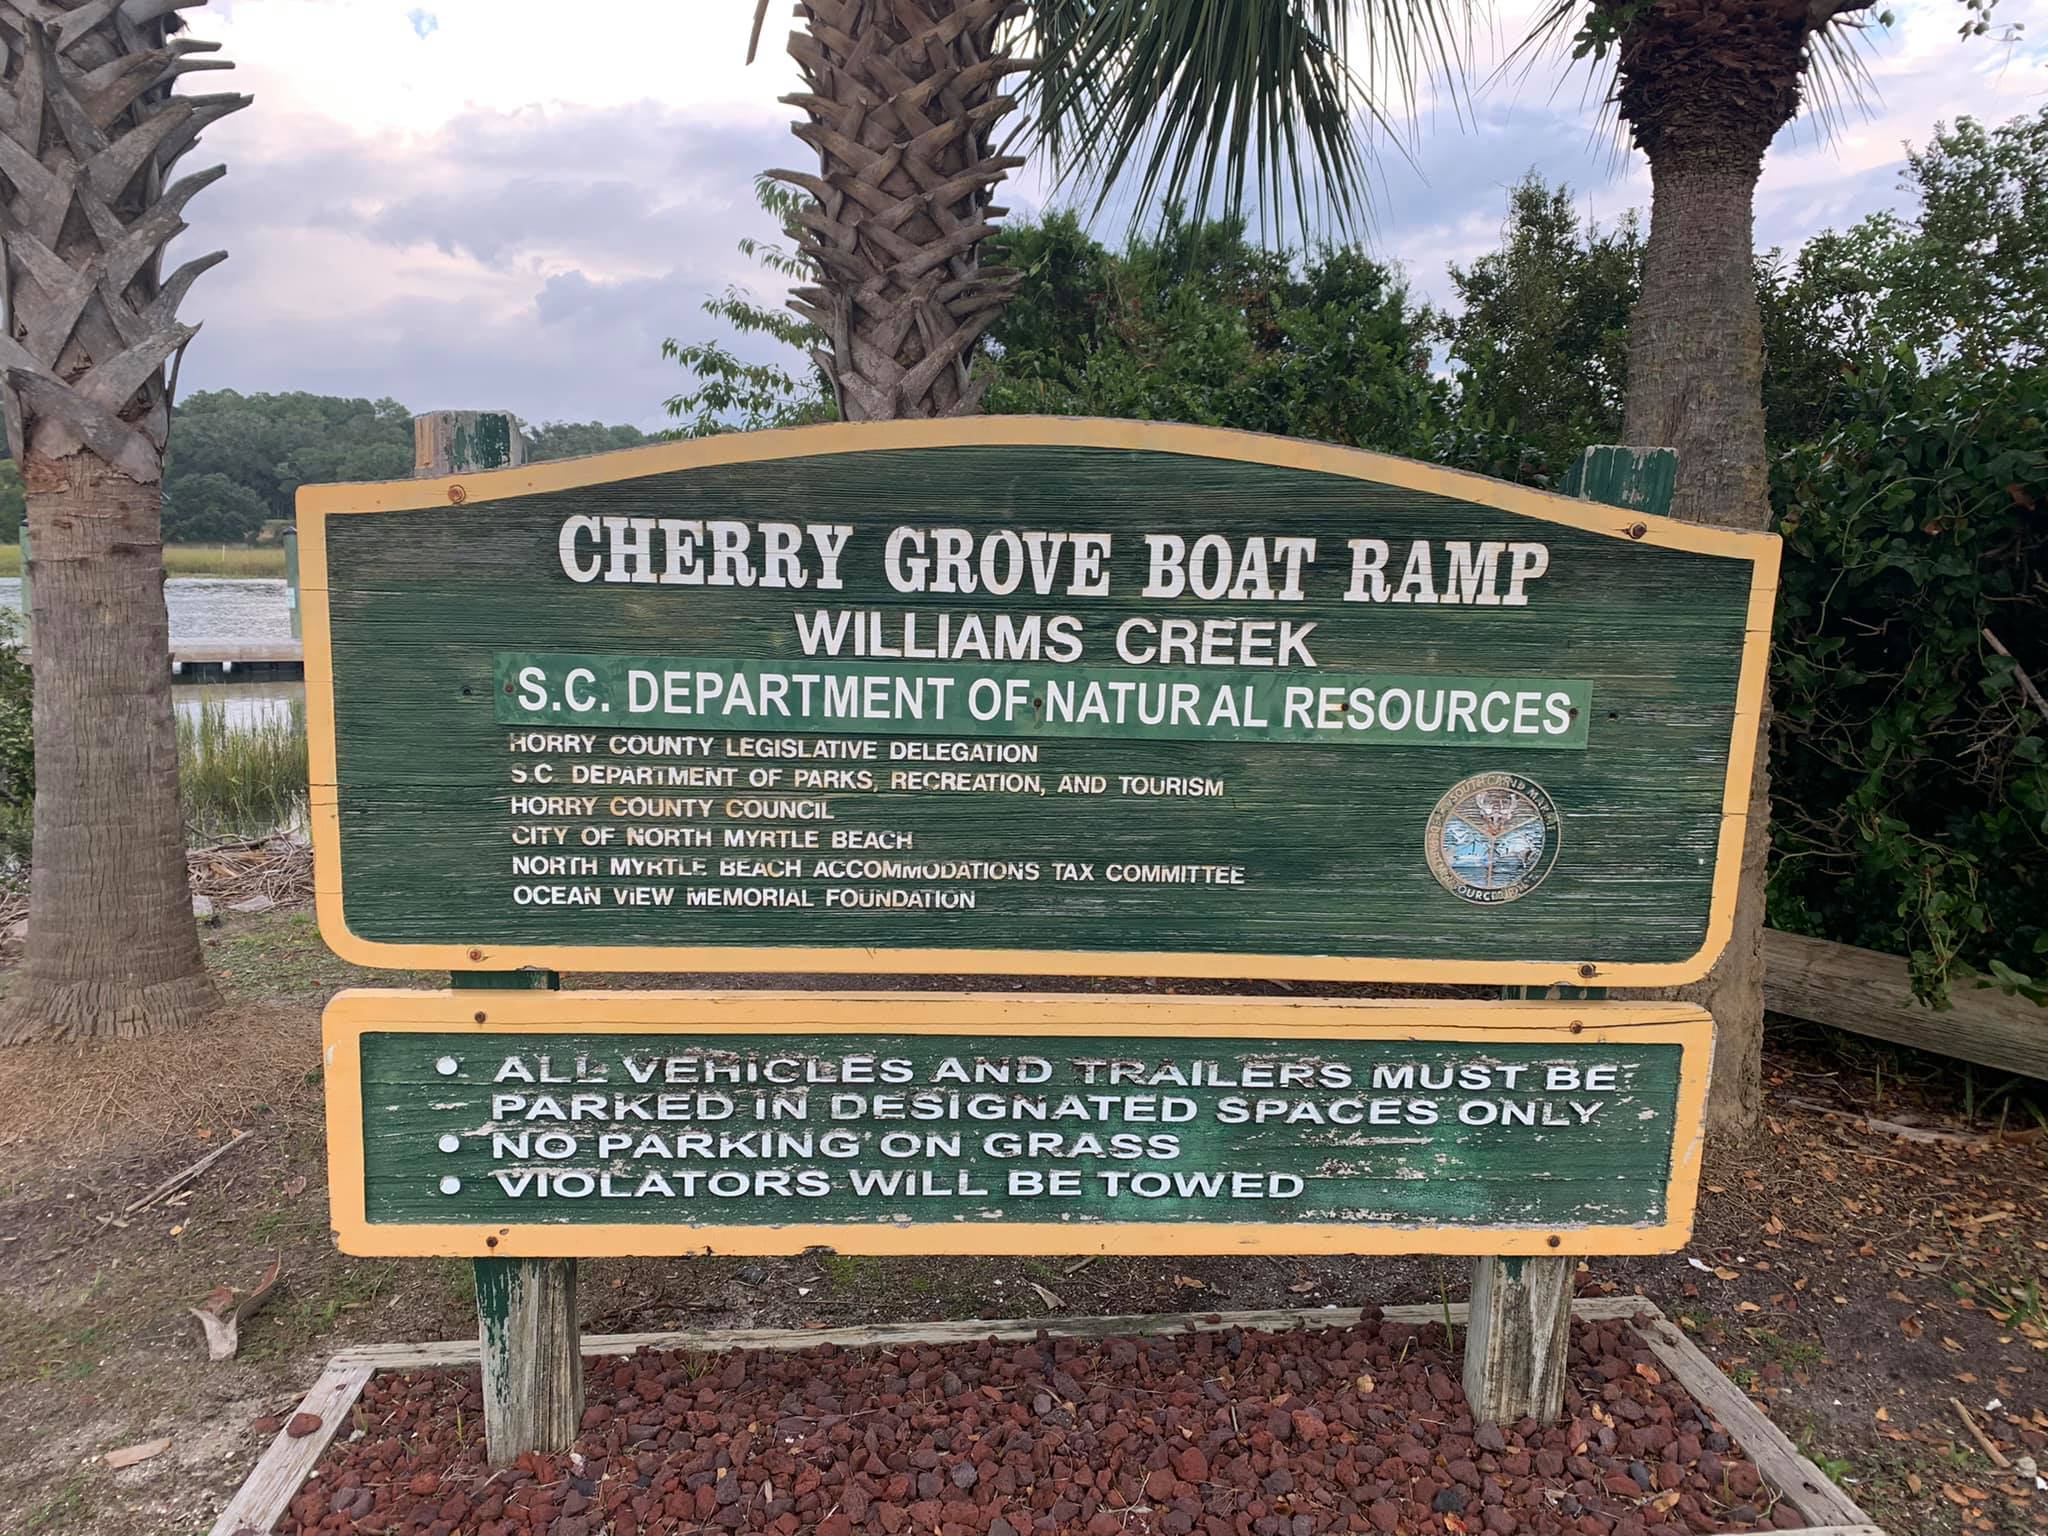 CHERRY GROVE BOAT RAMP
WILLIAMS CREEK
S.C. DEPARTMENT OF NATURAL RESOURCES
HORRY COUNTY LEGISLATIVE DELEGATION
S.C DEPARTMENT OF PARKS, RECREATION, AND TOURISM
HORRY COUNTY COUNCIL
CITY OF NORTH MYRTLE BEACH
NORTH MYRTLE BEACH ACCOMMODATIONS TAX COMMITTEE
OCEAN VIEW MEMORIAL FOUNDATION
• ALL VEHICLES AND TRAILERS MUST BE
PARKED IN DESIGNATED SPACES ONLY
• NO PARKING ON GRASS
• VIOLATORS WILL BE TOWED